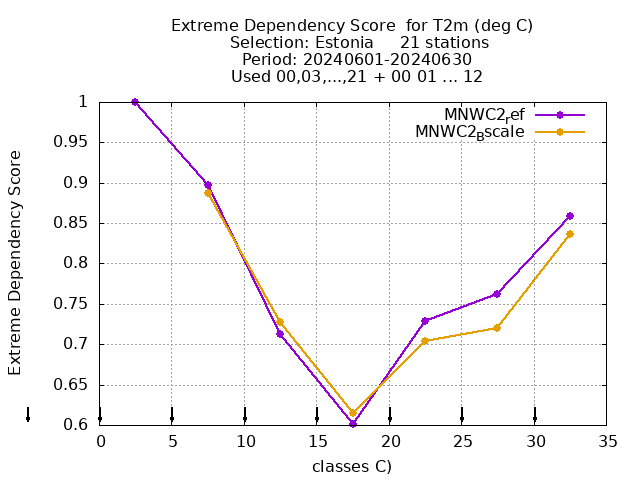 Extreme Dependency Score  for T2m (deg C)
Selection: Estonia     21 stations
Period: 20240601-20240630
Used 00,03,...,21 + 00 01 ... 12
MNWC2ref
MNWC2Bscale
Extreme Dependency Score
1
0.95
0.9
0.85
0.8
0.75
0.7
0.65
0.6
0 5 10 15 20 25 30 35
classes C)